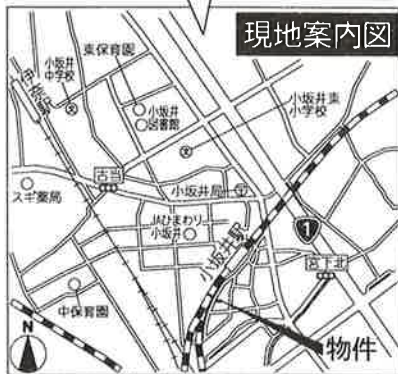 現地案内図
東保育園
伊奈駅
小坂井
中学校
小坂井
図書館
小坂井東
小学校
古当
スギ薬局
小坂井局
JAひまわり
小坂井
小坂井駅
1
宮下北
中保育園
N
物件